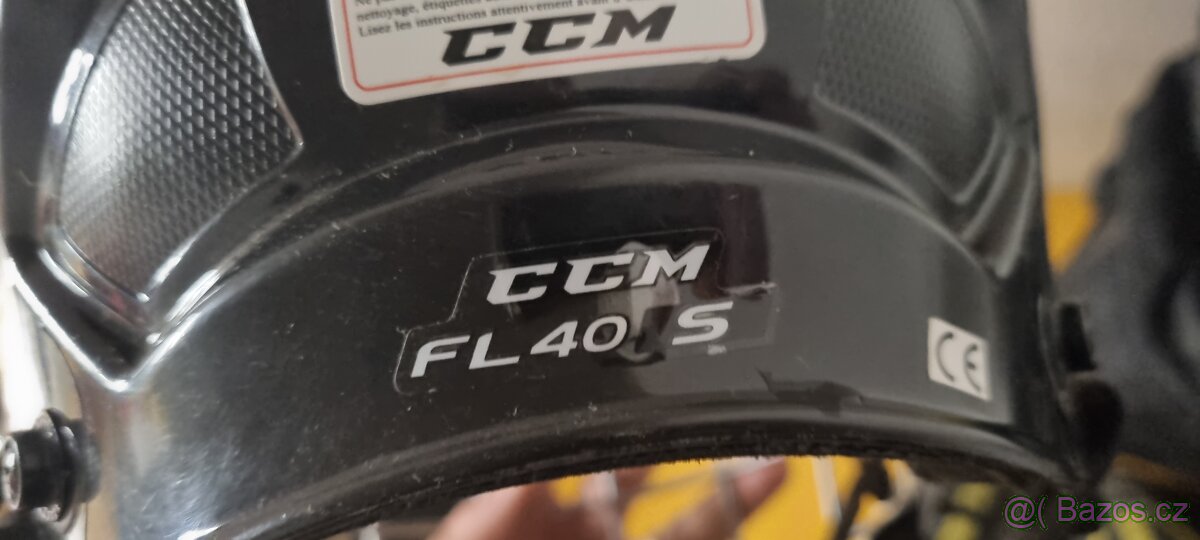 nettoyage, étiquettes
Lisez les instructions attentivement avant
CCM
CCM
FL40 S
CE
@( Bazos.cz